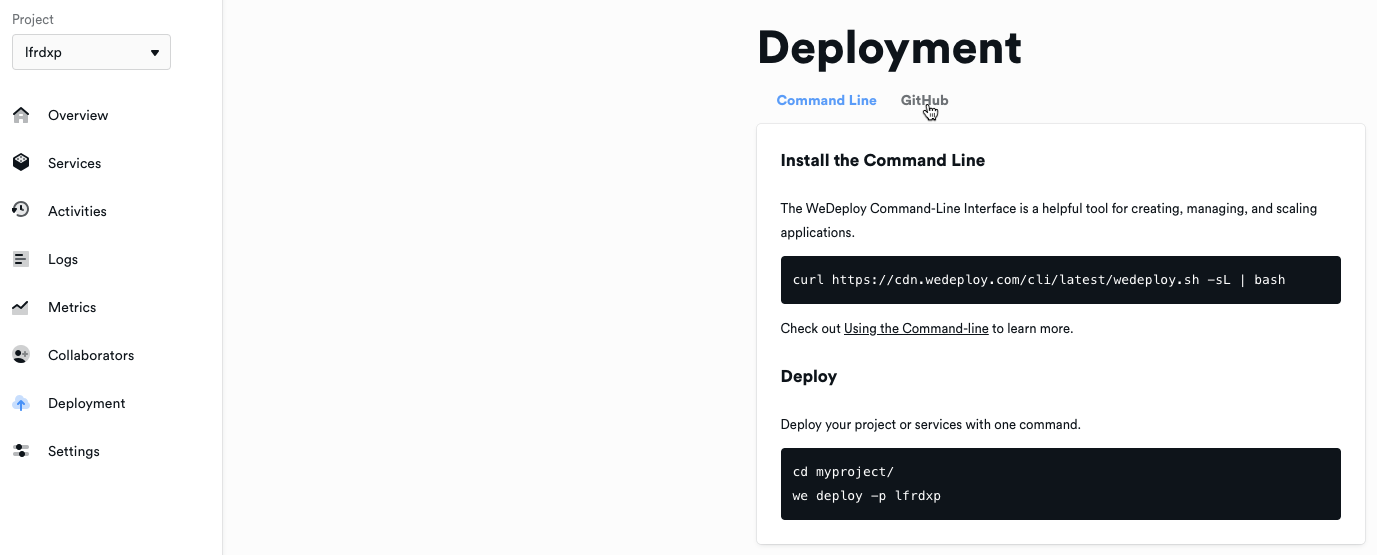 Project
lfrdxp
Overview
Services
Activities
Logs
Metrics
Collaborators
Deployment
Settings
Deployment
Command Line
GitHub
Install the Command Line
The WeDeploy Command-Line Interface is a helpful tool for creating, managing, and scaling
applications.
curl https://cdn.wedeploy.com/cli/latest/wedeploy.sh -sL | bash
Check out Using the Command-line to learn more.
Deploy
Deploy your project or services with one command.
cd myproject/
we deploy -p lfrdxp